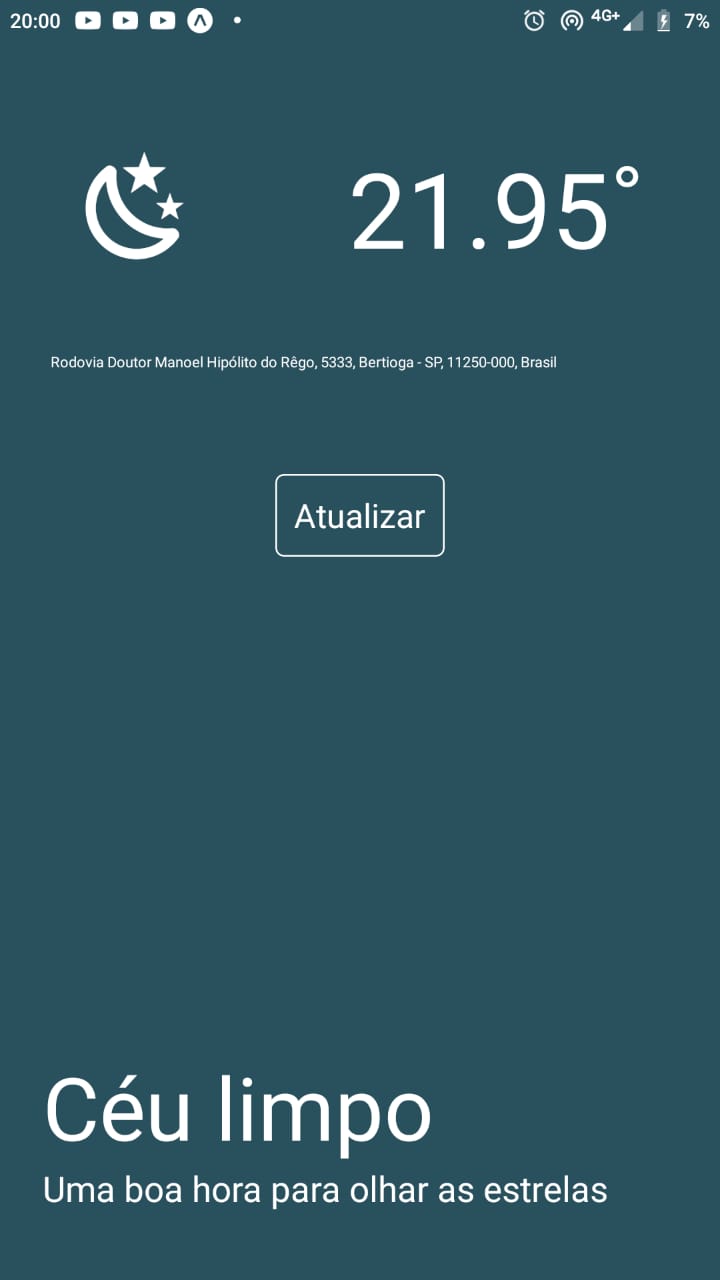 20:00 4G+ 7%
21.95°
Rodovia Doutor Manoel Hipólito do Rêgo, 5333, Bertioga - SP, 11250-000, Brasil
Atualizar
Céu limpo
Uma boa hora para olhar as estrelas